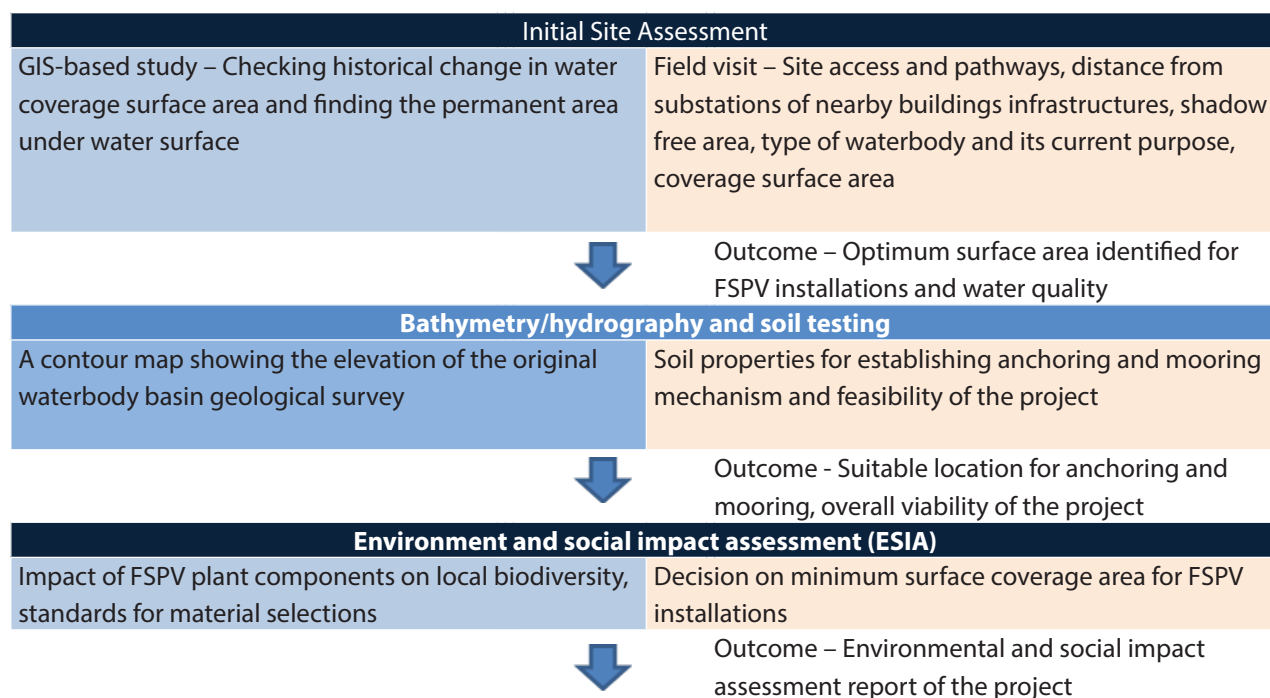 Initial Site Assessment
GIS-based study – Checking historical change in water
coverage surface area and finding the permanent area
under water surface
Field visit – Site access and pathways, distance from
substations of nearby buildings infrastructures, shadow
free area, type of waterbody and its current purpose,
coverage surface area
Outcome – Optimum surface area identified for
FSPV installations and water quality
Bathymetry/hydrography and soil testing
A contour map showing the elevation of the original
waterbody basin geological survey
Soil properties for establishing anchoring and mooring
mechanism and feasibility of the project
Outcome - Suitable location for anchoring and
mooring, overall viability of the project
Environment and social impact assessment (ESIA)
Impact of FSPV plant components on local biodiversity,
standards for material selections
Decision on minimum surface coverage area for FSPV
installations
Outcome – Environmental and social impact
assessment report of the project